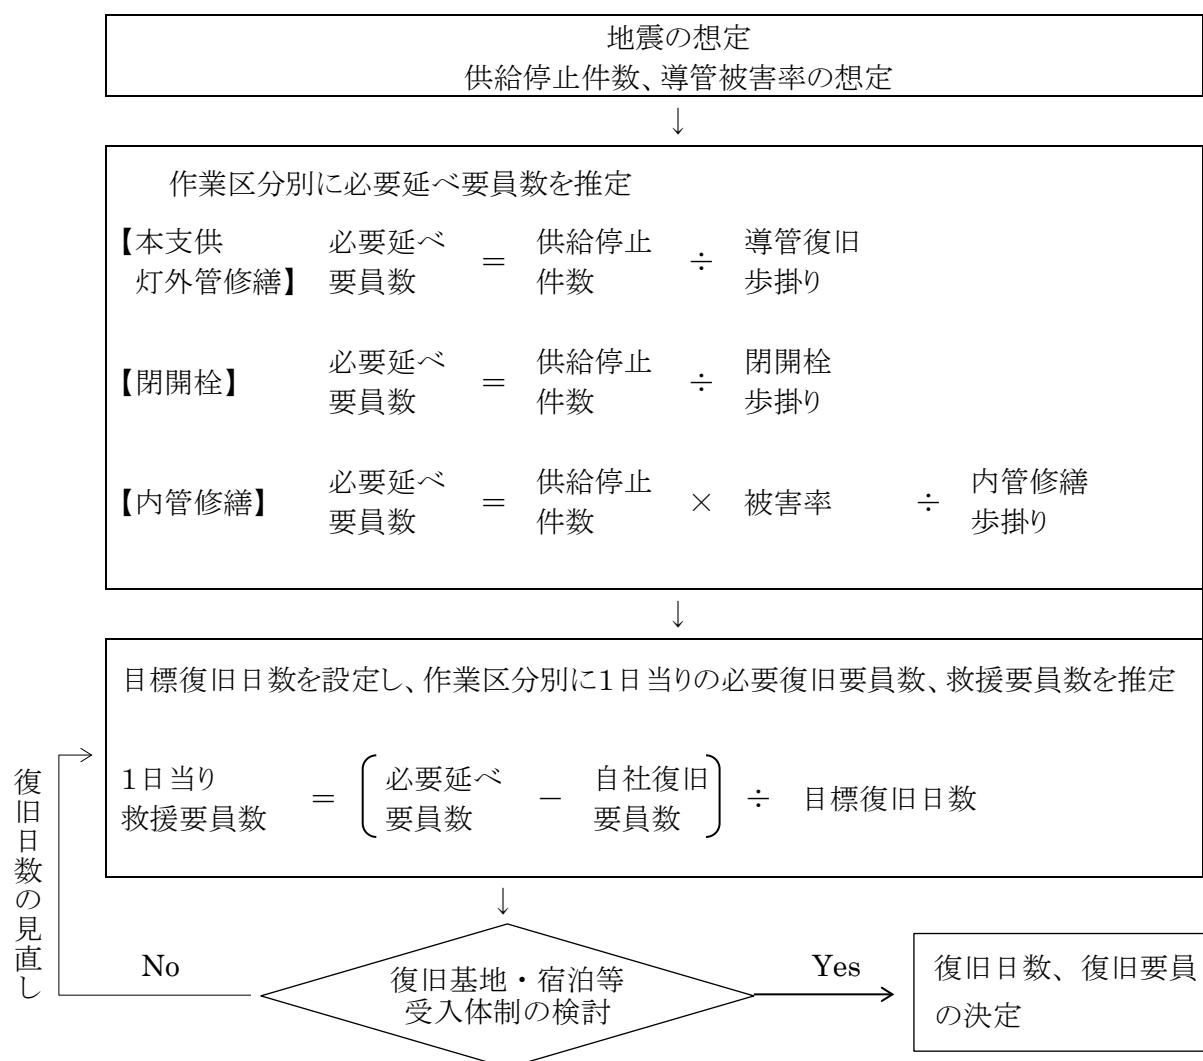 地震の想定
供給停止件数、導管被害率の想定
↓
作業区分別に必要延べ要員数を推定
【本支供 必要延べ 供給停止 導管復旧
＝ ÷
灯外管修繕】 要員数 件数 歩掛り
必要延べ 供給停止 閉開栓
【閉開栓】 ＝ ÷
要員数 件数 歩掛り
必要延べ 供給停止 内管修繕
【内管修繕】 ＝ × 被害率 ÷
要員数 件数 歩掛り
↓
目標復旧日数を設定し、作業区分別に1日当りの必要復旧要員数、救援要員数を推定
1日当り 必要延べ 自社復旧
＝ － ÷ 目標復旧日数
救援要員数 要員数 要員数
復旧日数の見直し
↓
No
復旧基地・宿泊等
受入体制の検討
Yes
復旧日数、復旧要員
の決定